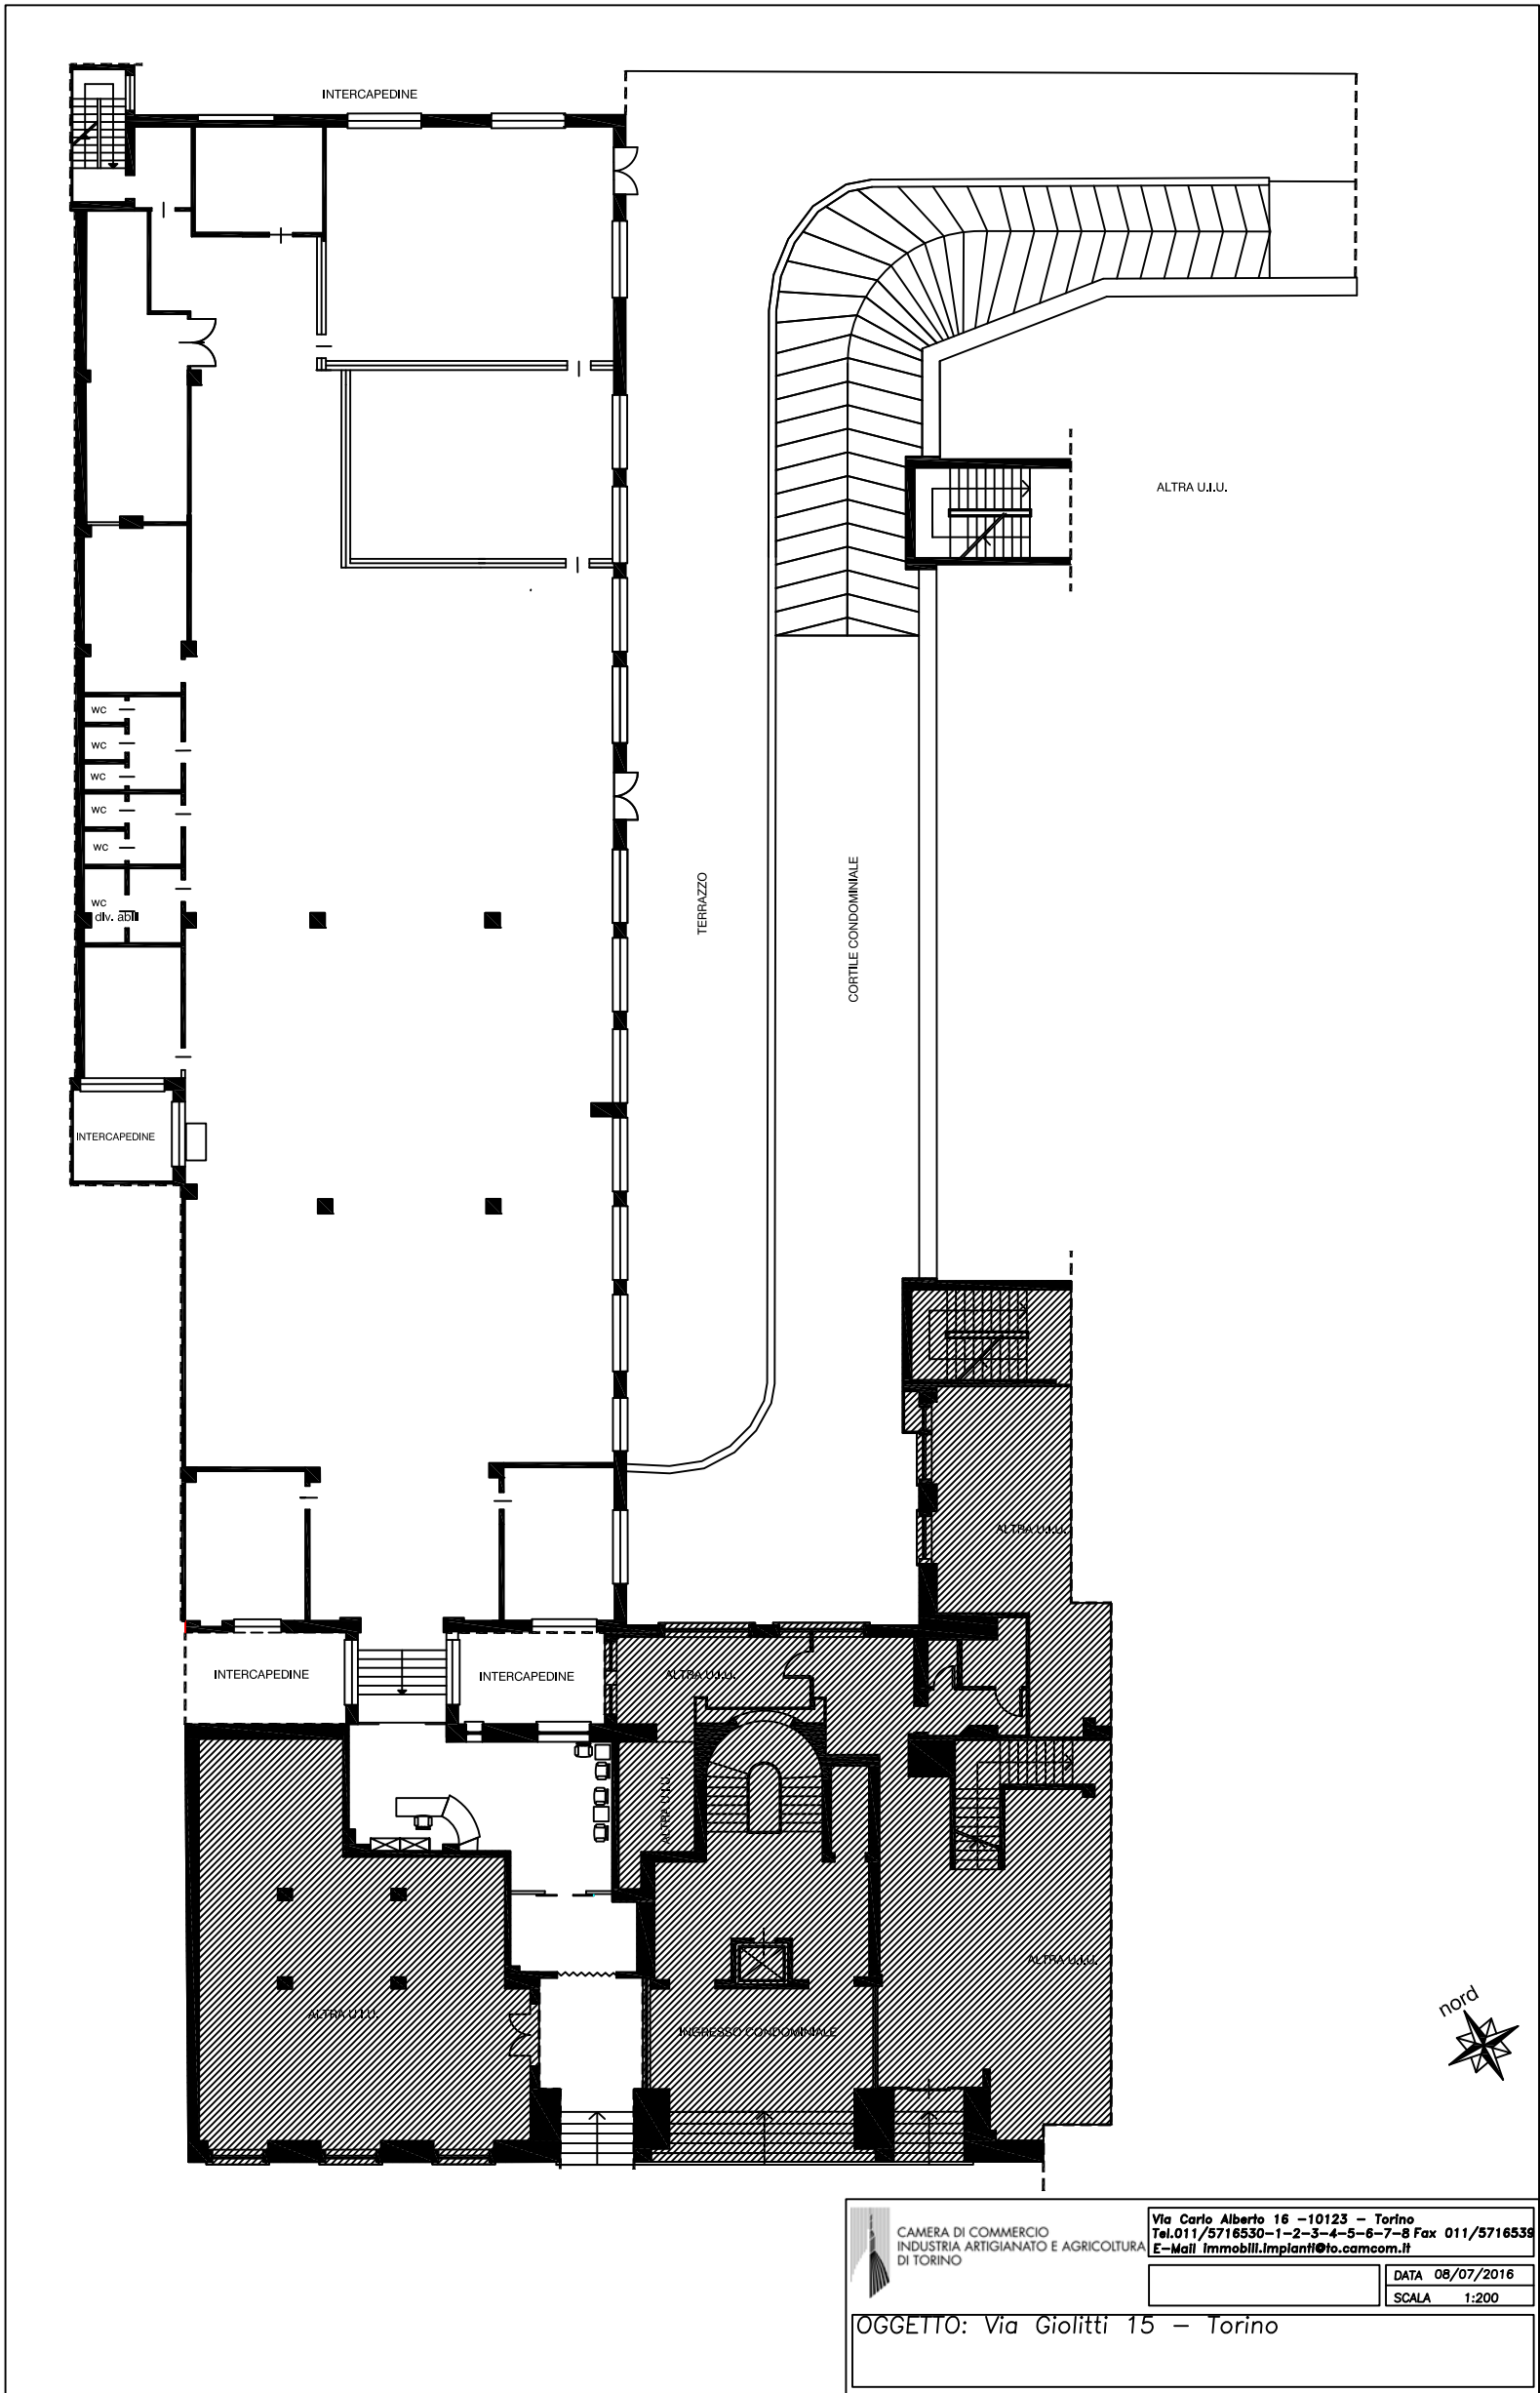 INTERCAPEDINE
ALTRA U.I.U.
wc
wc
wc
wc
wc
wc
div. abili
TERRAZZO
CORTILE CONDOMINIALE
INTERCAPEDINE
ALTRA U.I.U.
INTERCAPEDINE
INTERCAPEDINE
ALTRA U.I.U.
ALTRA U.I.U.
ALTRA U.I.U.
ALTRA U.I.U.
INGRESSO CONDOMINIALE
nord
CAMERA DI COMMERCIO
INDUSTRIA ARTIGIANATO E AGRICOLTURA
DI TORINO
Via Carlo Alberto 16 -10123 - Torino
Tel.011/5716530-1-2-3-4-5-6-7-8 Fax 011/5716539
E-Mail immobili.impianti@to.camcom.it
DATA 08/07/2016
SCALA 1:200
OGGETTO: Via Giolitti 15 - Torino